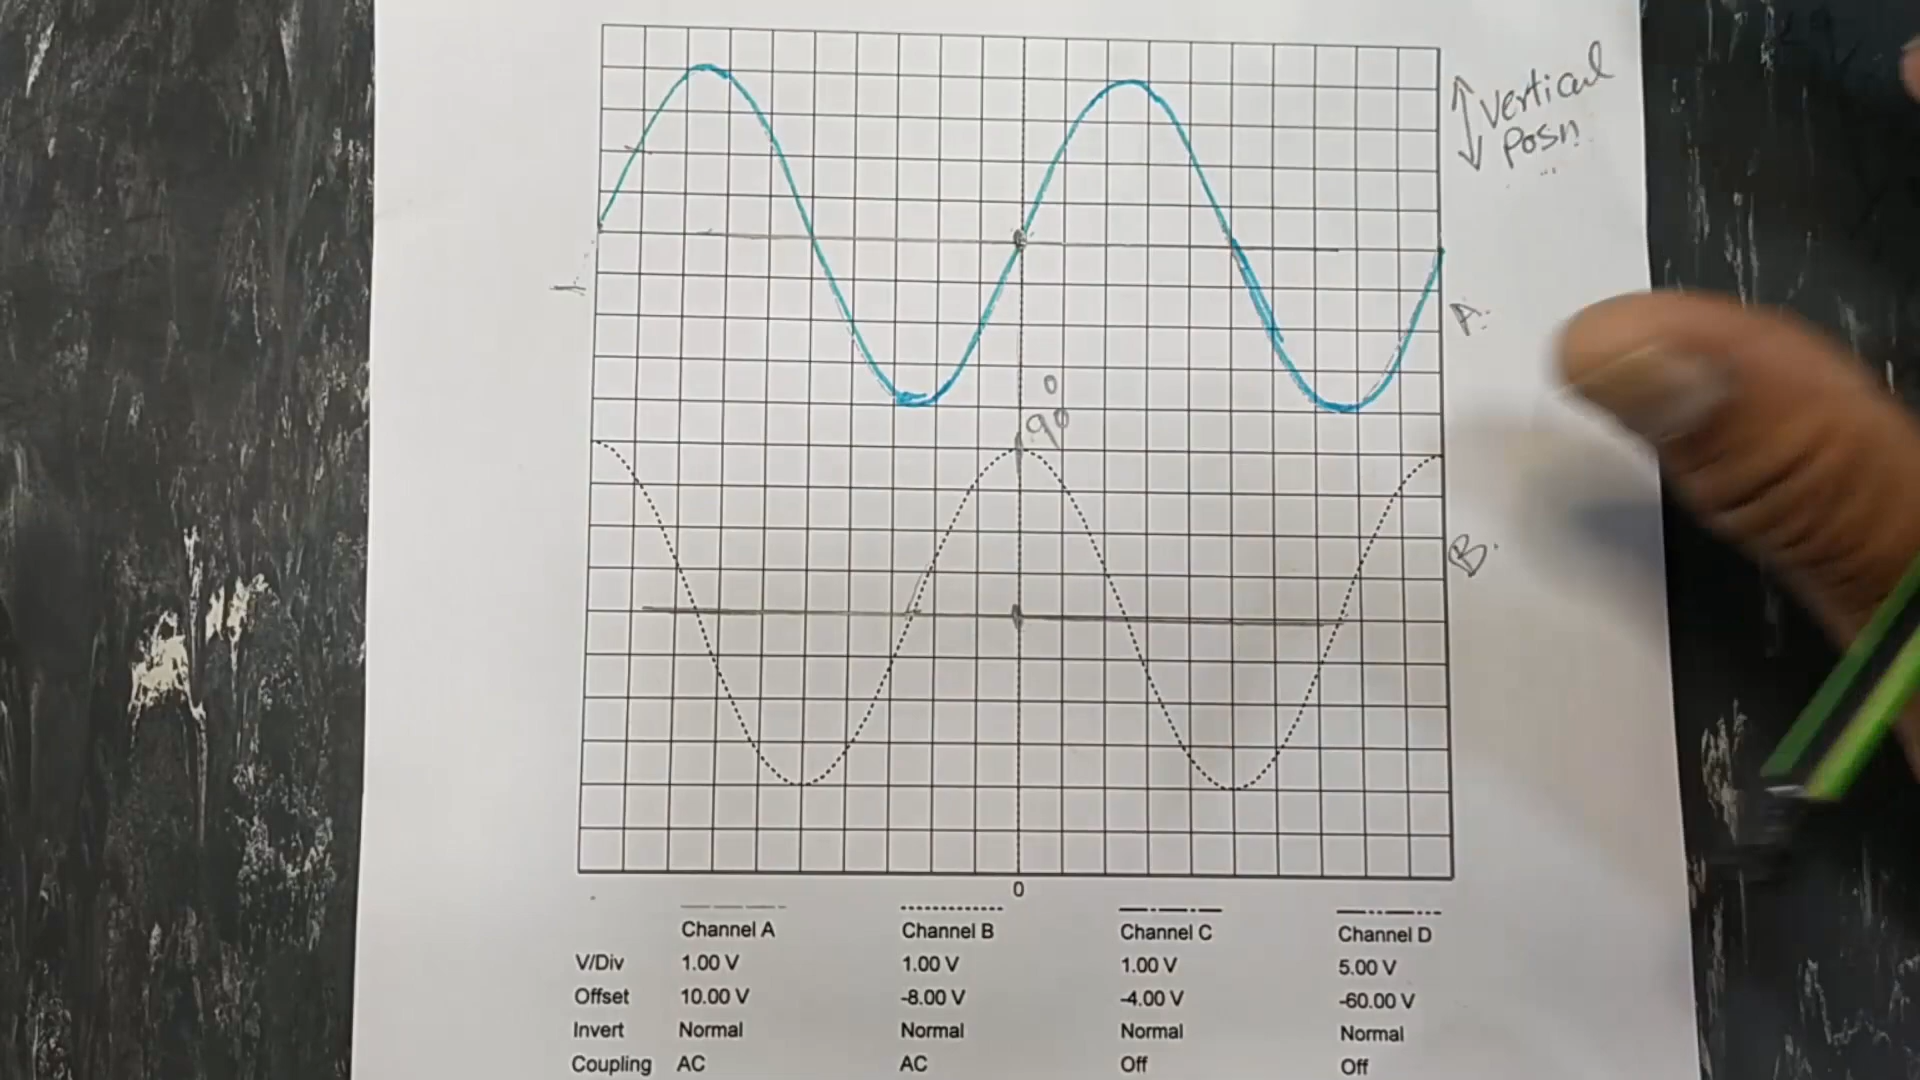 Vertical
Posn
A.
90°
B.
0
Channel A Channel B Channel C Channel D
V/Div 1.00 V 1.00 V 1.00 V 5.00 V
Offset 10.00 V -8.00 V -4.00 V -60.00 V
Invert Normal Normal Normal Normal
Coupling AC AC Off Off